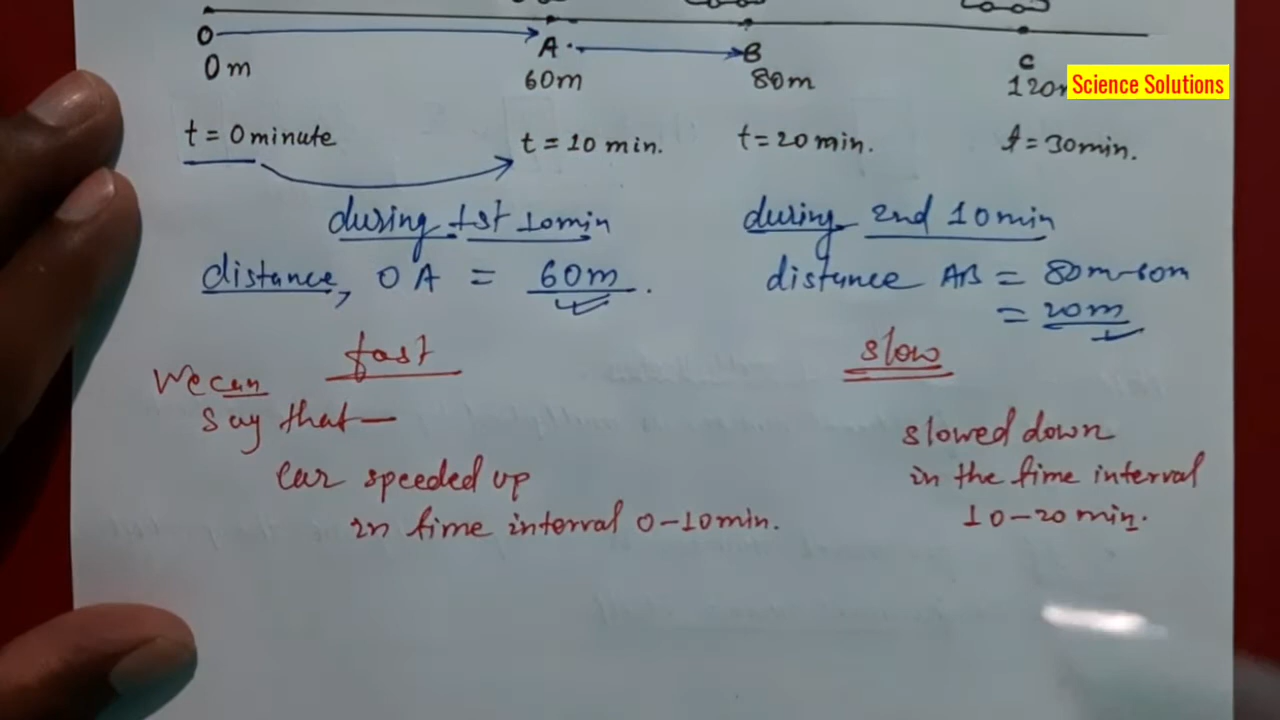 O A B C
0m 60m 80m 120m
Science Solutions
t = 0 minute t = 10 min. t = 20 min. t = 30 min.
during 1st 10min during 2nd 10min
distance, OA = 60m. distance AB = 80m-60m
= 20m
fast slow
We can
say that—
car speeded up
in time interval 0-10min.
slowed down
in the time interval
10-20 min.